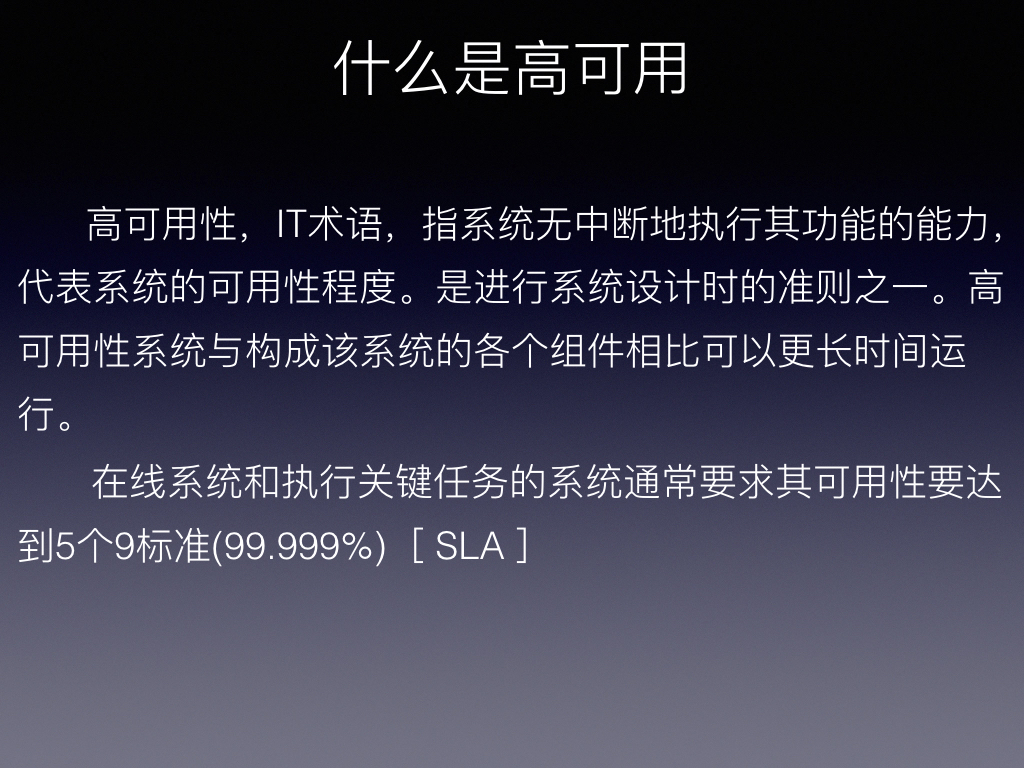 什么是高可用
高可用性，IT术语，指系统无中断地执行其功能的能力，
代表系统的可用性程度。是进行系统设计时的准则之一。高
可用性系统与构成该系统的各个组件相比可以更长时间运
行。
在线系统和执行关键任务的系统通常要求其可用性要达
到5个9标准(99.999%)［ SLA ］